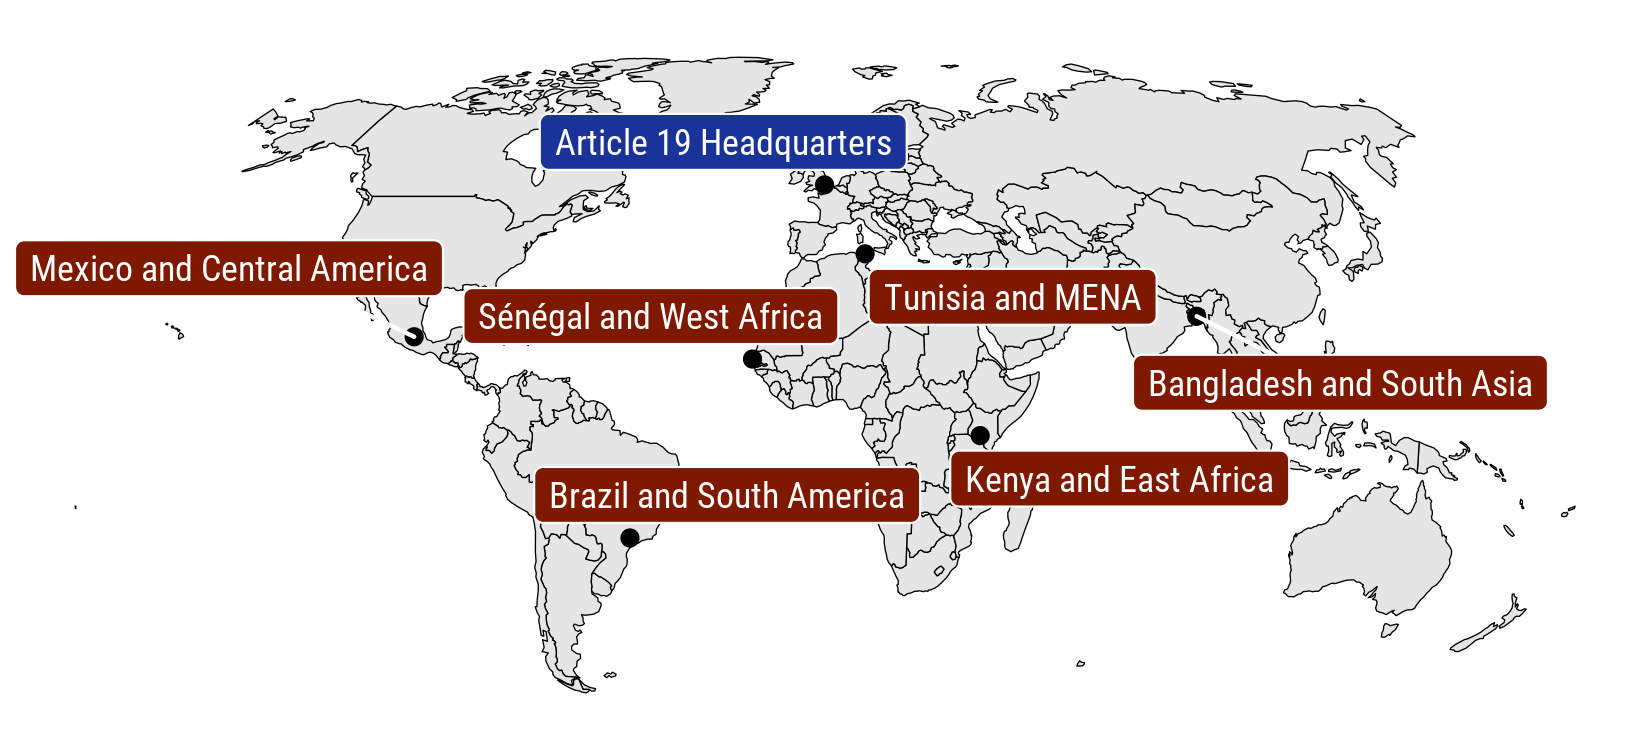 Article 19 Headquarters
Mexico and Central America
Sénégal and West Africa
Tunisia and MENA
Bangladesh and South Asia
Brazil and South America
Kenya and East Africa